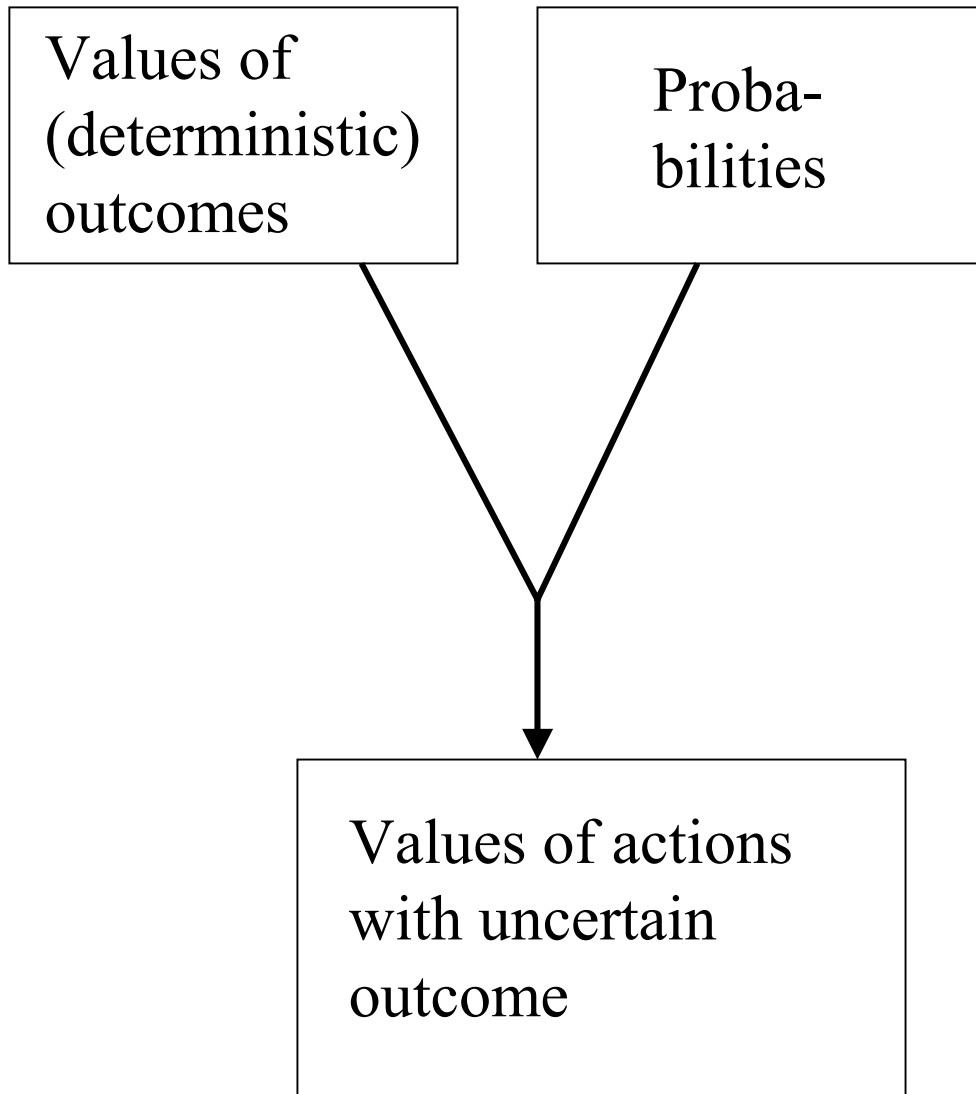 Values of
(deterministic)
outcomes
Proba-
bilities
Values of actions
with uncertain
outcome